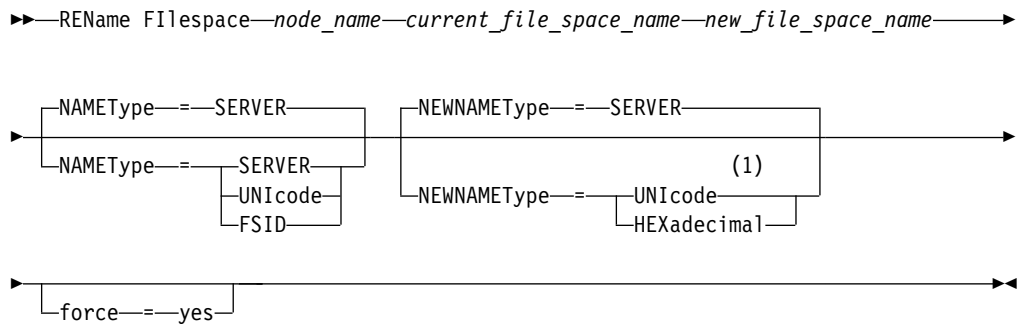 REName FIlespace node_name current_file_space_name new_file_space_name
NAMEType = SERVER NEWNAMEType = SERVER
NAMEType = SERVER
UNIcode
FSID
(1)
NEWNAMEType = UNIcode
HEXadecimal
force = yes